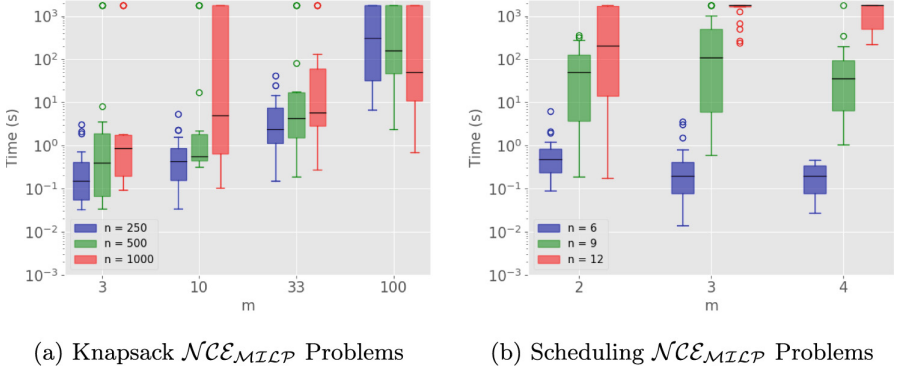 10³
10²
10¹
10⁰
10⁻¹
10⁻²
10⁻³
Time (s)
n = 250
n = 500
n = 1000
3 10 33 100
m
(a) Knapsack 𝒩𝒞ℰ_ℳℐℒ𝒫 Problems
10³
10²
10¹
10⁰
10⁻¹
10⁻²
10⁻³
Time (s)
n = 6
n = 9
n = 12
2 3 4
m
(b) Scheduling 𝒩𝒞ℰ_ℳℐℒ𝒫 Problems